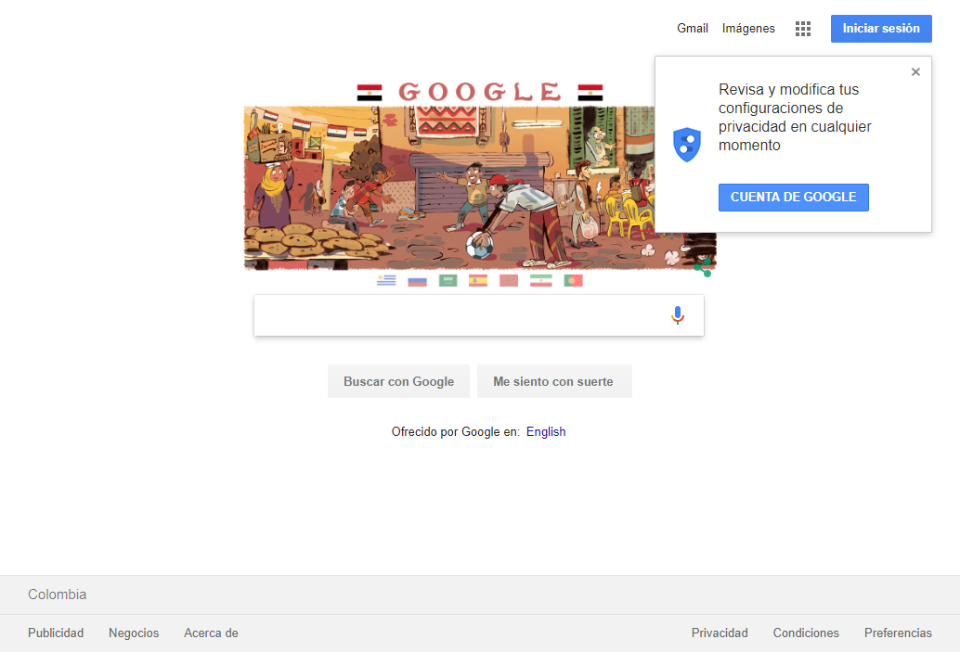 Gmail Imágenes Iniciar sesión
Revisa y modifica tus
configuraciones de
privacidad en cualquier
momento
CUENTA DE GOOGLE
GOOGLE
Buscar con Google Me siento con suerte
Ofrecido por Google en: English
Colombia
Publicidad Negocios Acerca de Privacidad Condiciones Preferencias